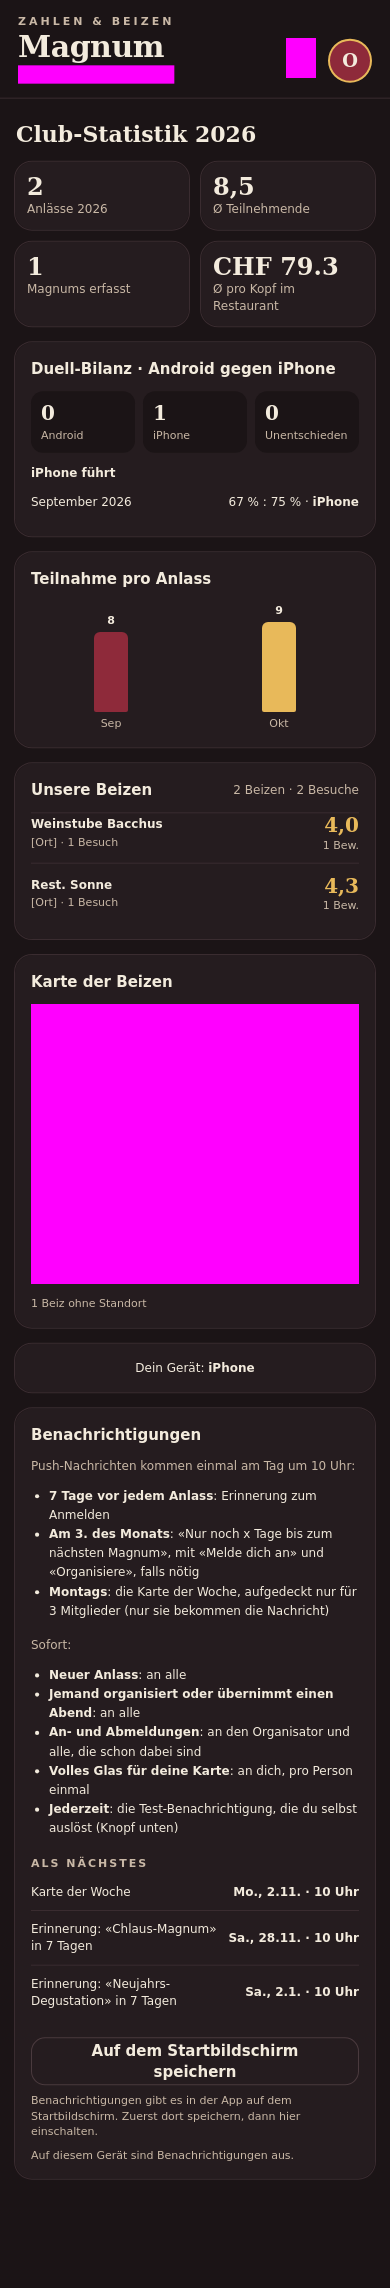 ZAHLEN & BEIZEN
Magnum
O
Club-Statistik 2026
2
Anlässe 2026
8,5
Ø Teilnehmende
1
Magnums erfasst
CHF 79.3
Ø pro Kopf im
Restaurant
Duell-Bilanz · Android gegen iPhone
0
Android
1
iPhone
0
Unentschieden
iPhone führt
September 2026 67 % : 75 % · iPhone
Teilnahme pro Anlass
8
9
Sep
Okt
Unsere Beizen 2 Beizen · 2 Besuche
Weinstube Bacchus 4,0
[Ort] · 1 Besuch 1 Bew.
Rest. Sonne 4,3
[Ort] · 1 Besuch 1 Bew.
Karte der Beizen
1 Beiz ohne Standort
Dein Gerät: iPhone
Benachrichtigungen
Push-Nachrichten kommen einmal am Tag um 10 Uhr:
• 7 Tage vor jedem Anlass: Erinnerung zum
Anmelden
• Am 3. des Monats: «Nur noch x Tage bis zum
nächsten Magnum», mit «Melde dich an» und
«Organisiere», falls nötig
• Montags: die Karte der Woche, aufgedeckt nur für
3 Mitglieder (nur sie bekommen die Nachricht)
Sofort:
• Neuer Anlass: an alle
• Jemand organisiert oder übernimmt einen
Abend: an alle
• An- und Abmeldungen: an den Organisator und
alle, die schon dabei sind
• Volles Glas für deine Karte: an dich, pro Person
einmal
• Jederzeit: die Test-Benachrichtigung, die du selbst
auslöst (Knopf unten)
ALS NÄCHSTES
Karte der Woche Mo., 2.11. · 10 Uhr
Erinnerung: «Chlaus-Magnum»
in 7 Tagen Sa., 28.11. · 10 Uhr
Erinnerung: «Neujahrs-
Degustation» in 7 Tagen Sa., 2.1. · 10 Uhr
Auf dem Startbildschirm
speichern
Benachrichtigungen gibt es in der App auf dem
Startbildschirm. Zuerst dort speichern, dann hier
einschalten.
Auf diesem Gerät sind Benachrichtigungen aus.